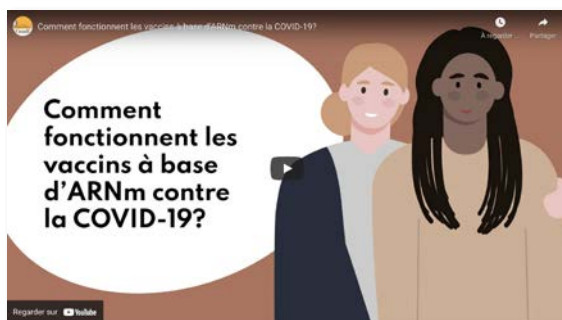 Comment fonctionnent les vaccins à base d'ARNm contre la COVID-19?
À regarder ...
Partager
Comment
fonctionnent les
vaccins à base
d'ARNm contre
la COVID-19?
Regarder sur YouTube